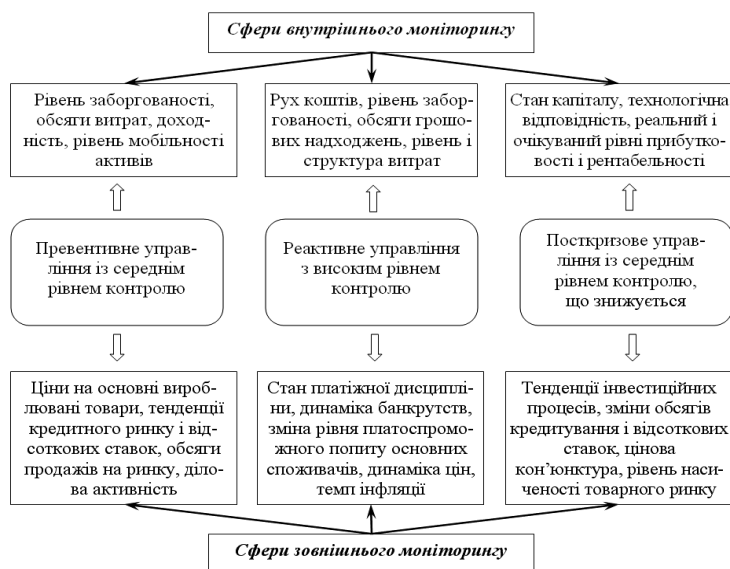 Сфери внутрішнього моніторингу
Рівень заборгованості,
обсяги витрат, доход-
ність, рівень мобільності
активів
Рух коштів, рівень забор-
гованості, обсяги грошо-
вих надходжень, рівень і
структура витрат
Стан капіталу, технологічна
відповідність, реальний і
очікуваний рівні прибутко-
вості і рентабельності
Превентивне управ-
ління із середнім
рівнем контролю
Реактивне управління
з високим рівнем
контролю
Посткризове управ-
ління із середнім
рівнем контролю,
що знижується
Ціни на основні вироб-
лювані товари, тенденції
кредитного ринку і від-
соткових ставок, обсяги
продажів на ринку, діло-
ва активність
Стан платіжної дисциплі-
ни, динаміка банкрутств,
зміна рівня платоспро-
можного попиту основних
споживачів, динаміка цін,
темп інфляції
Тенденції інвестиційних
процесів, зміни обсягів
кредитування і відсоткових
ставок, цінова
кон’юнктура, рівень наси-
ченості товарного ринку
Сфери зовнішнього моніторингу